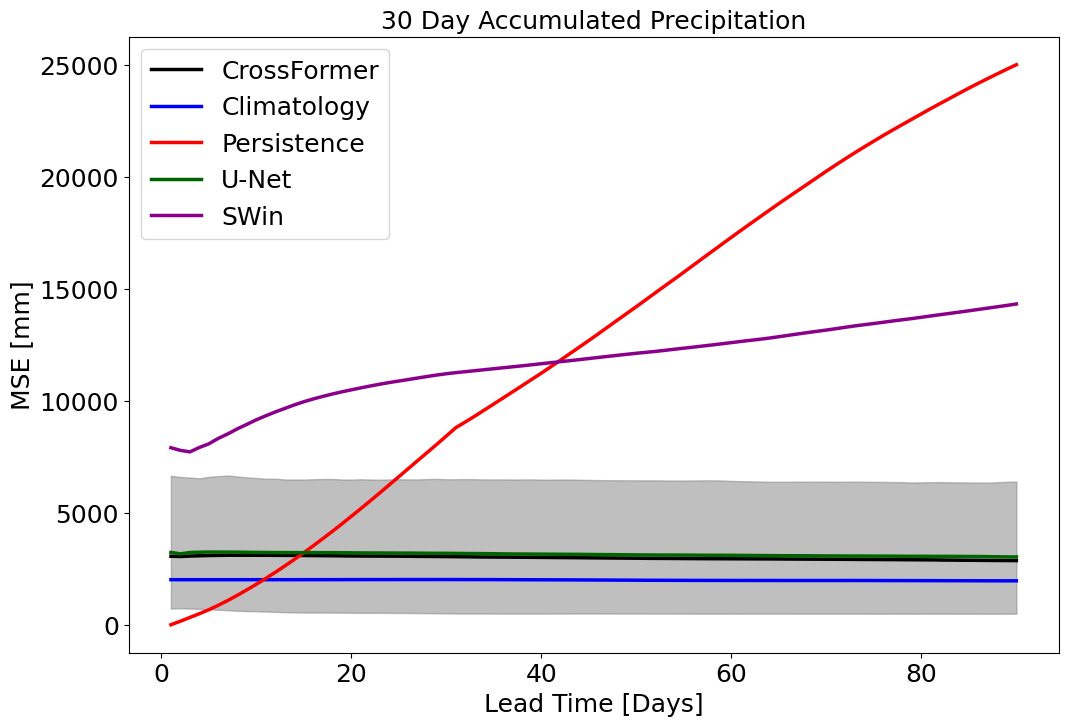 30 Day Accumulated Precipitation
CrossFormer
Climatology
Persistence
U-Net
SWin
MSE [mm]
25000
20000
15000
10000
5000
0
0 20 40 60 80
Lead Time [Days]